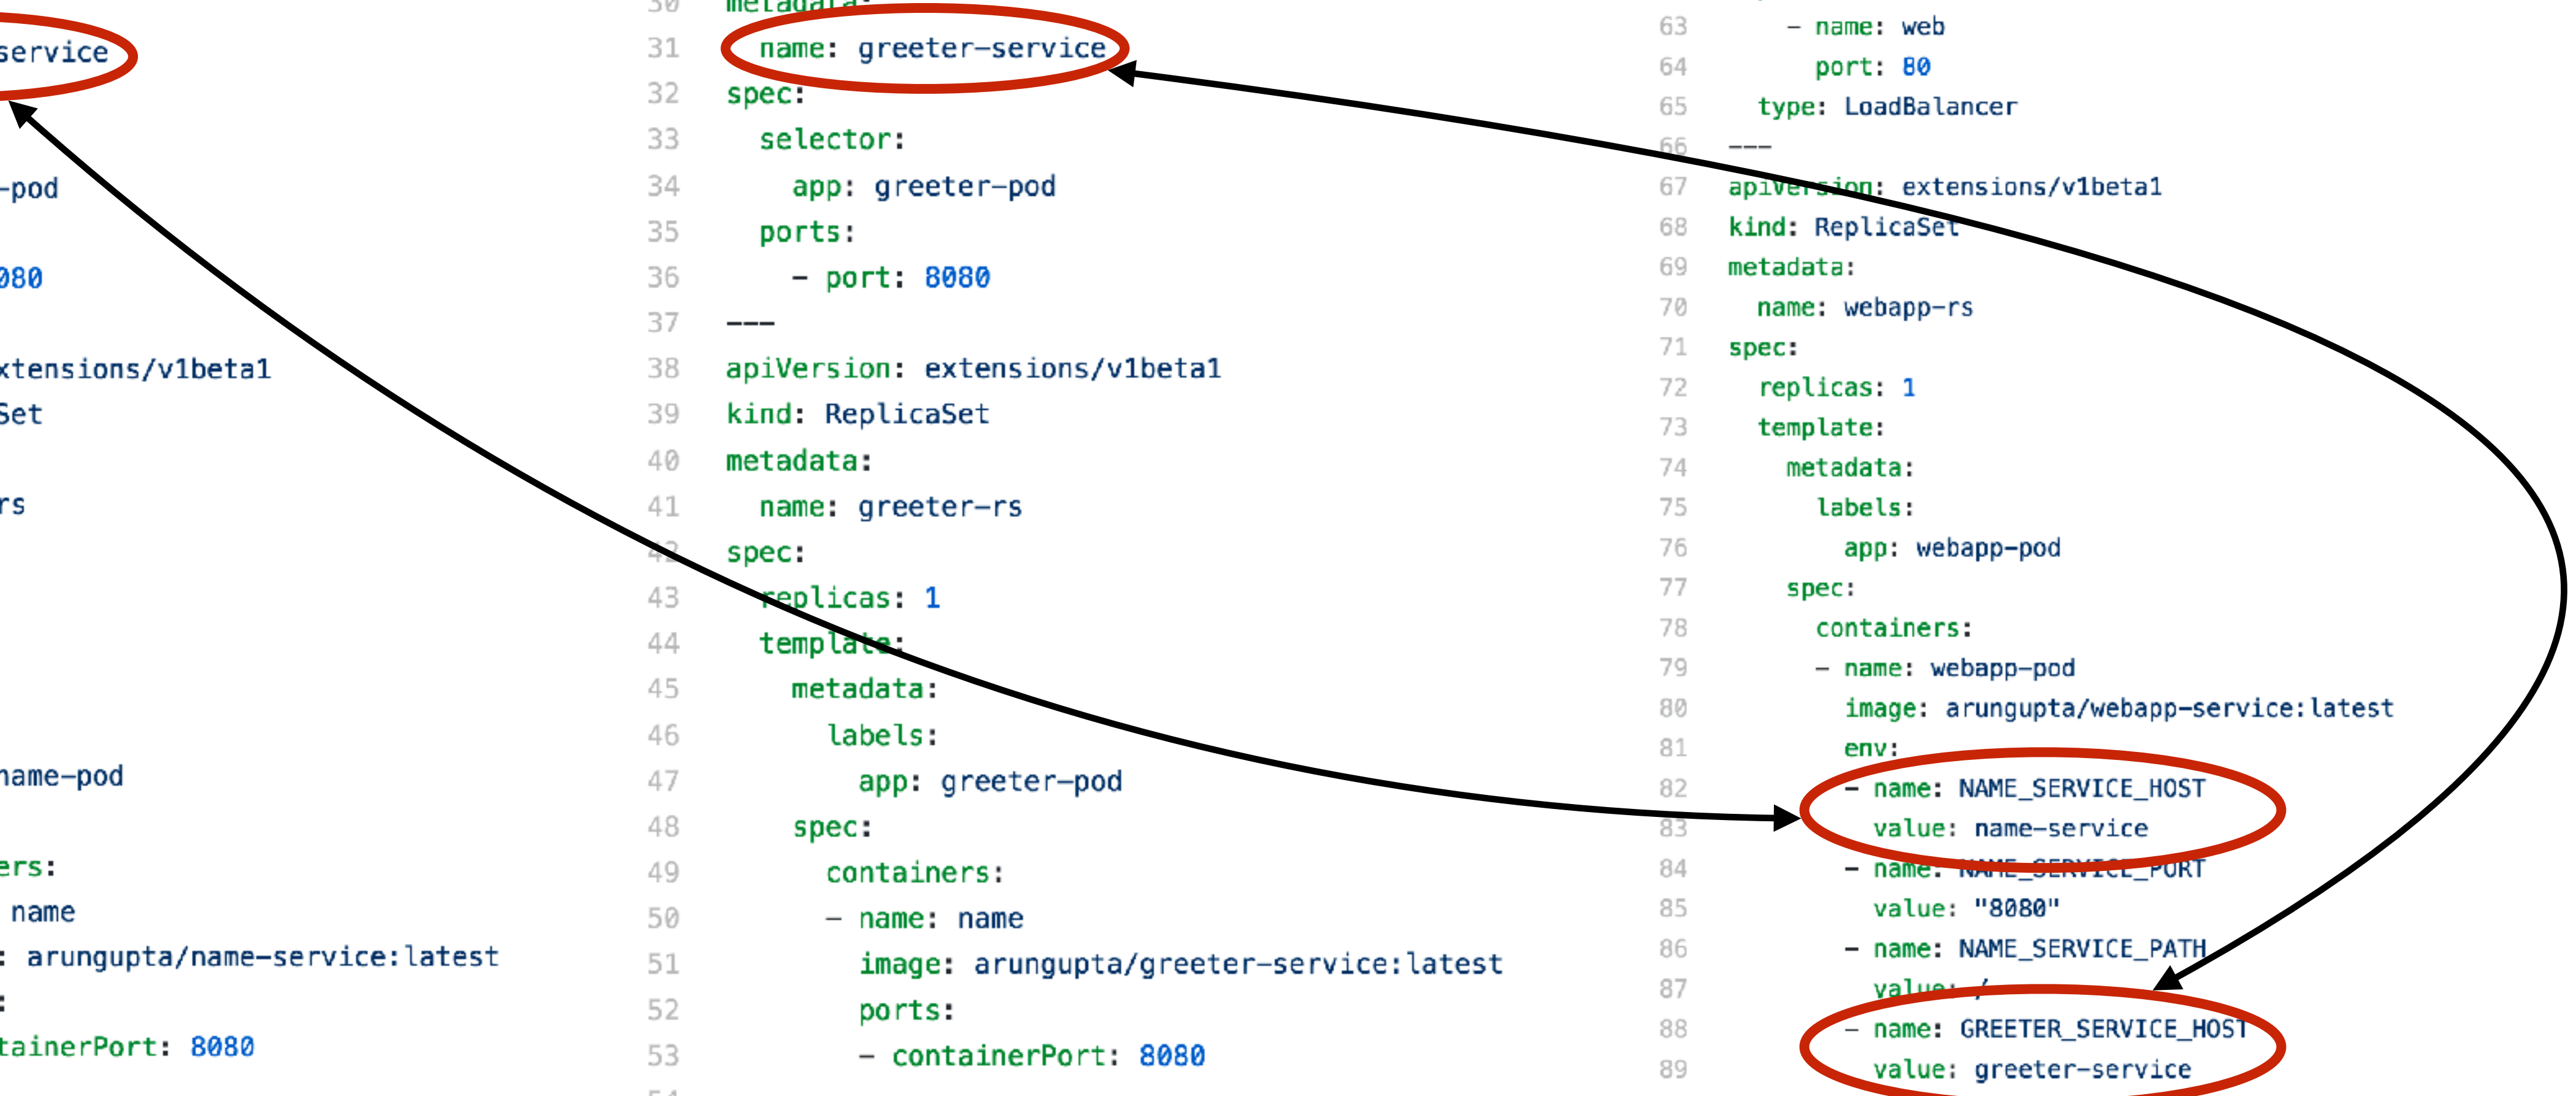 service
-pod
080
xtensions/v1beta1
Set
rs
name-pod
ers:
name
: arungupta/name-service:latest
:
tainerPort: 8080
30 metadata:
31 name: greeter-service
32 spec:
33 selector:
34 app: greeter-pod
35 ports:
36 - port: 8080
37 ---
38 apiVersion: extensions/v1beta1
39 kind: ReplicaSet
40 metadata:
41 name: greeter-rs
42 spec:
43 replicas: 1
44 template:
45 metadata:
46 labels:
47 app: greeter-pod
48 spec:
49 containers:
50 - name: name
51 image: arungupta/greeter-service:latest
52 ports:
53 - containerPort: 8080
54
63 - name: web
64 port: 80
65 type: LoadBalancer
66 ---
67 apiVersion: extensions/v1beta1
68 kind: ReplicaSet
69 metadata:
70 name: webapp-rs
71 spec:
72 replicas: 1
73 template:
74 metadata:
75 labels:
76 app: webapp-pod
77 spec:
78 containers:
79 - name: webapp-pod
80 image: arungupta/webapp-service:latest
81 env:
82 - name: NAME_SERVICE_HOST
83 value: name-service
84 - name: NAME_SERVICE_PORT
85 value: "8080"
86 - name: NAME_SERVICE_PATH
87 value: /
88 - name: GREETER_SERVICE_HOST
89 value: greeter-service